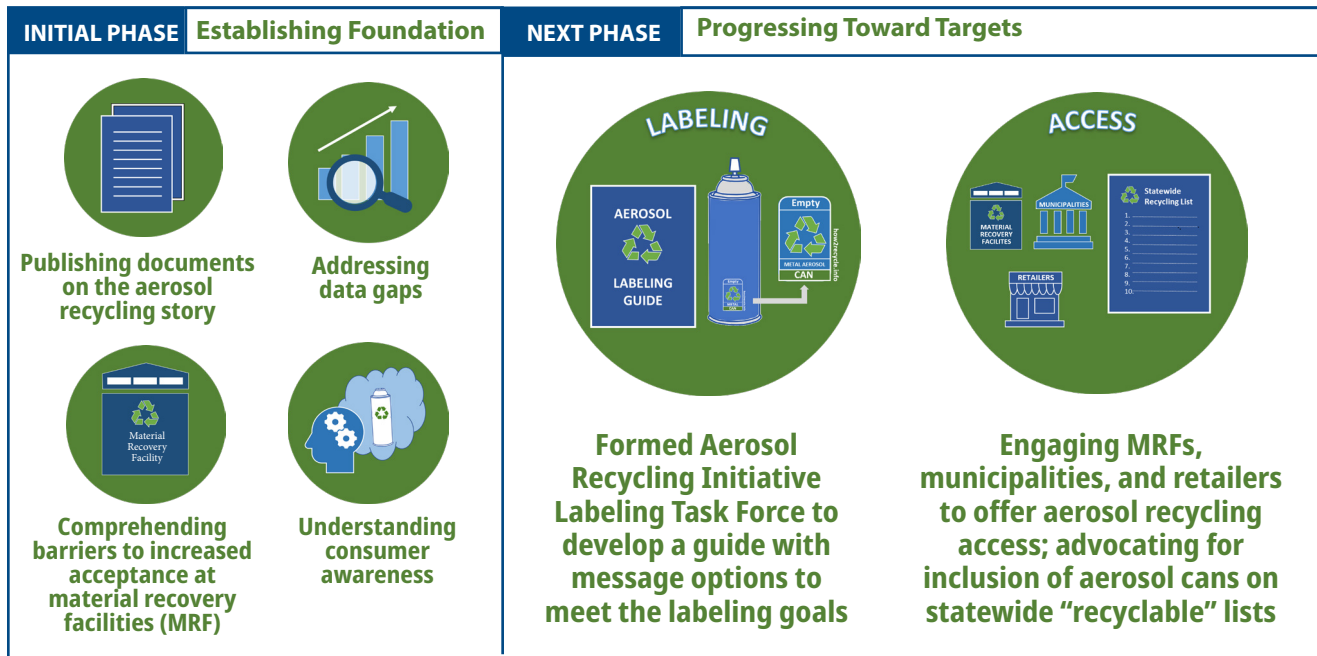 INITIAL PHASE
Establishing Foundation
Publishing documents
on the aerosol
recycling story
Addressing
data gaps
Material
Recovery
Facility
Comprehending
barriers to increased
acceptance at
material recovery
facilities (MRF)
Understanding
consumer
awareness
NEXT PHASE
Progressing Toward Targets
LABELING
AEROSOL
LABELING
GUIDE
Empty
METAL
CAN
Empty
METAL AEROSOL
CAN
how2recycle.info
Formed Aerosol
Recycling Initiative
Labeling Task Force to
develop a guide with
message options to
meet the labeling goals
ACCESS
MATERIAL
RECOVERY
FACILITES
MUNICIPALITIES
RETAILERS
Statewide
Recycling List
1.
2.
3.
4.
5.
6.
7.
8.
9.
10.
Engaging MRFs,
municipalities, and retailers
to offer aerosol recycling
access; advocating for
inclusion of aerosol cans on
statewide “recyclable” lists